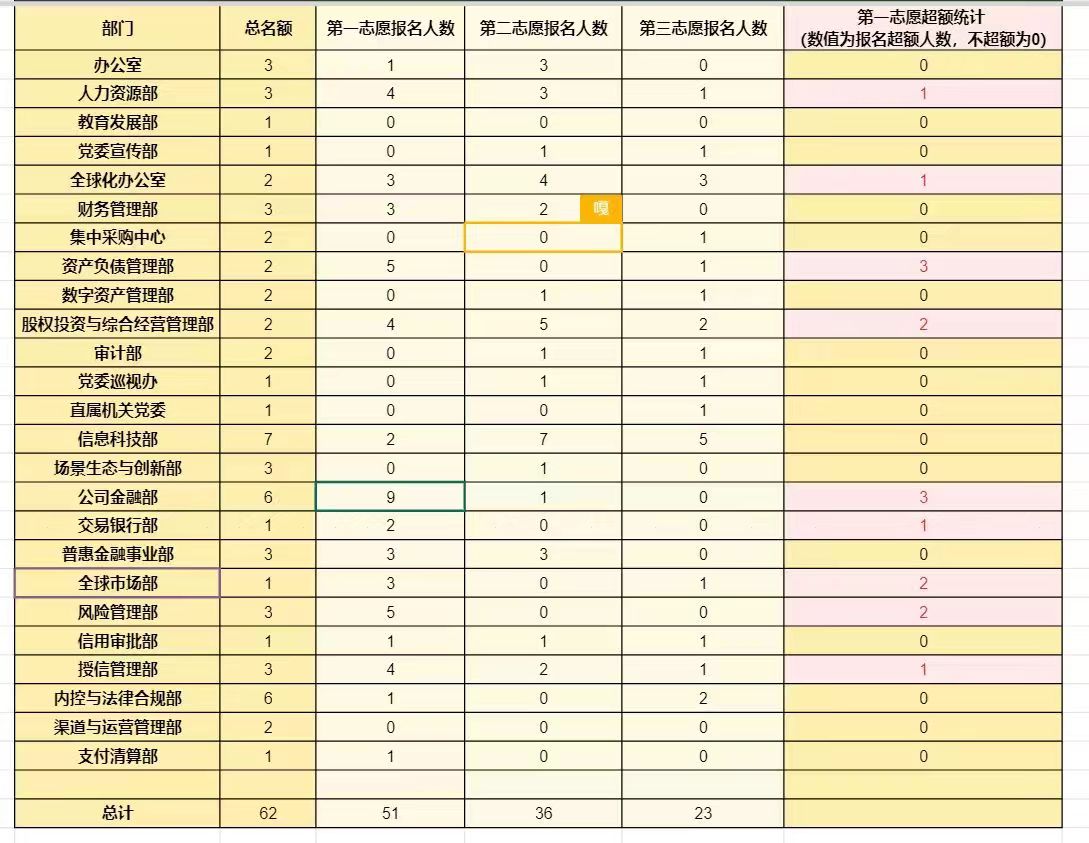 部门 总名额 第一志愿报名人数 第二志愿报名人数 第三志愿报名人数 第一志愿超额统计
(数值为报名超额人数，不超额为0)
办公室 3 1 3 0 0
人力资源部 3 4 3 1 1
教育发展部 1 0 0 0 0
党委宣传部 1 0 1 1 0
全球化办公室 2 3 4 3 1
财务管理部 3 3 2 嘎 0 0
集中采购中心 2 0 0 1 0
资产负债管理部 2 5 0 1 3
数字资产管理部 2 0 1 1 0
股权投资与综合经营管理部 2 4 5 2 2
审计部 2 0 1 1 0
党委巡视办 1 0 1 1 0
直属机关党委 1 0 0 1 0
信息科技部 7 2 7 5 0
场景生态与创新部 3 0 1 0 0
公司金融部 6 9 1 0 3
交易银行部 1 2 0 0 1
普惠金融事业部 3 3 3 0 0
全球市场部 1 3 0 1 2
风险管理部 3 5 0 0 2
信用审批部 1 1 1 1 0
授信管理部 3 4 2 1 1
内控与法律合规部 6 1 0 2 0
渠道与运营管理部 2 0 0 0 0
支付清算部 1 1 0 0 0
总计 62 51 36 23